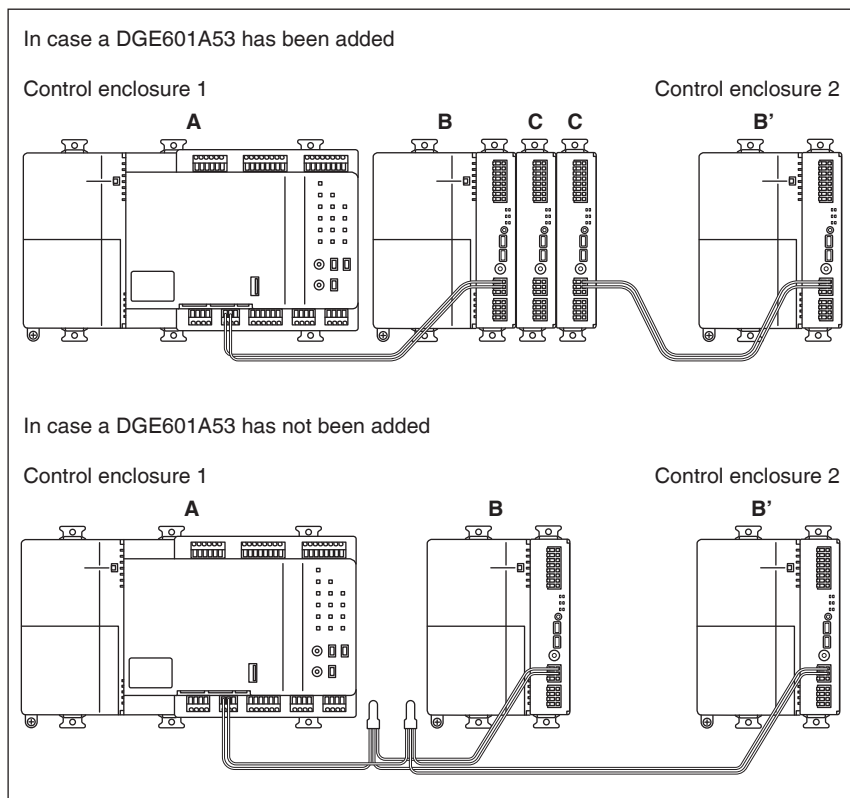 In case a DGE601A53 has been added
Control enclosure 1
Control enclosure 2
A
B
C
C
B’
In case a DGE601A53 has not been added
Control enclosure 1
Control enclosure 2
A
B
B’